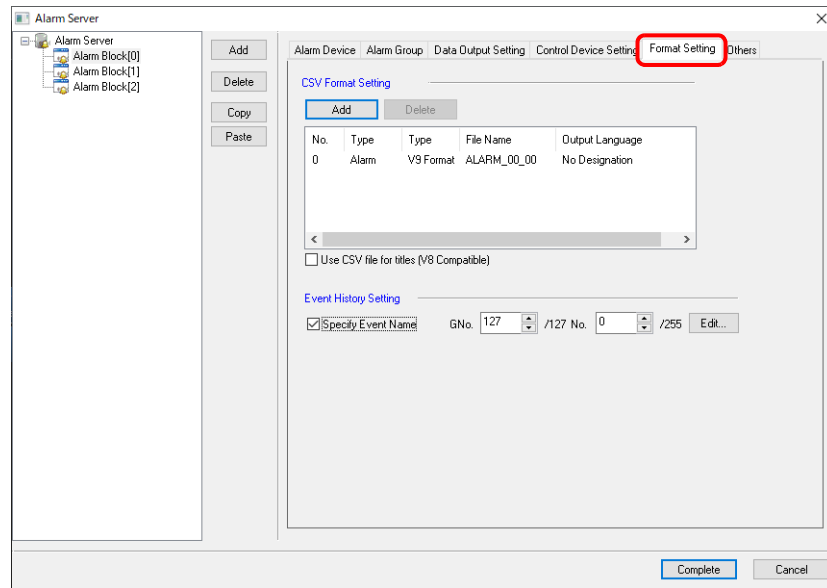 Alarm Server
Alarm Server
Alarm Block[0]
Alarm Block[1]
Alarm Block[2]
Add
Delete
Copy
Paste
Alarm Device Alarm Group Data Output Setting Control Device Setting Format Setting Others
CSV Format Setting
Add Delete
No. Type Type File Name Output Language
0 Alarm V9 Format ALARM_00_00 No Designation
Use CSV file for titles (V8 Compatible)
Event History Setting
Specify Event Name GNo. 127 /127 No. 0 /255 Edit...
Complete Cancel